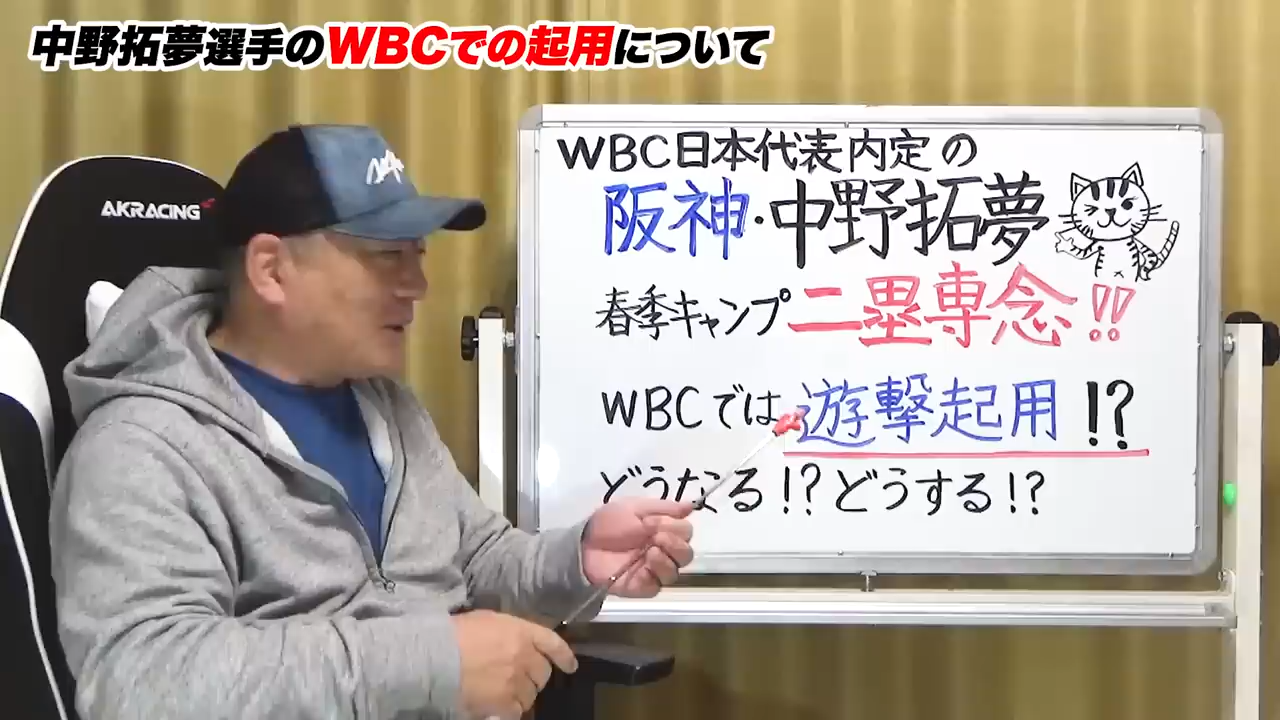 中野拓夢選手のWBCでの起用について
AKRACING
WBC日本代表内定の
阪神・中野拓夢
春季キャンプ二塁専念!!
WBCでは遊撃起用!?
どうなる!?どうする!?